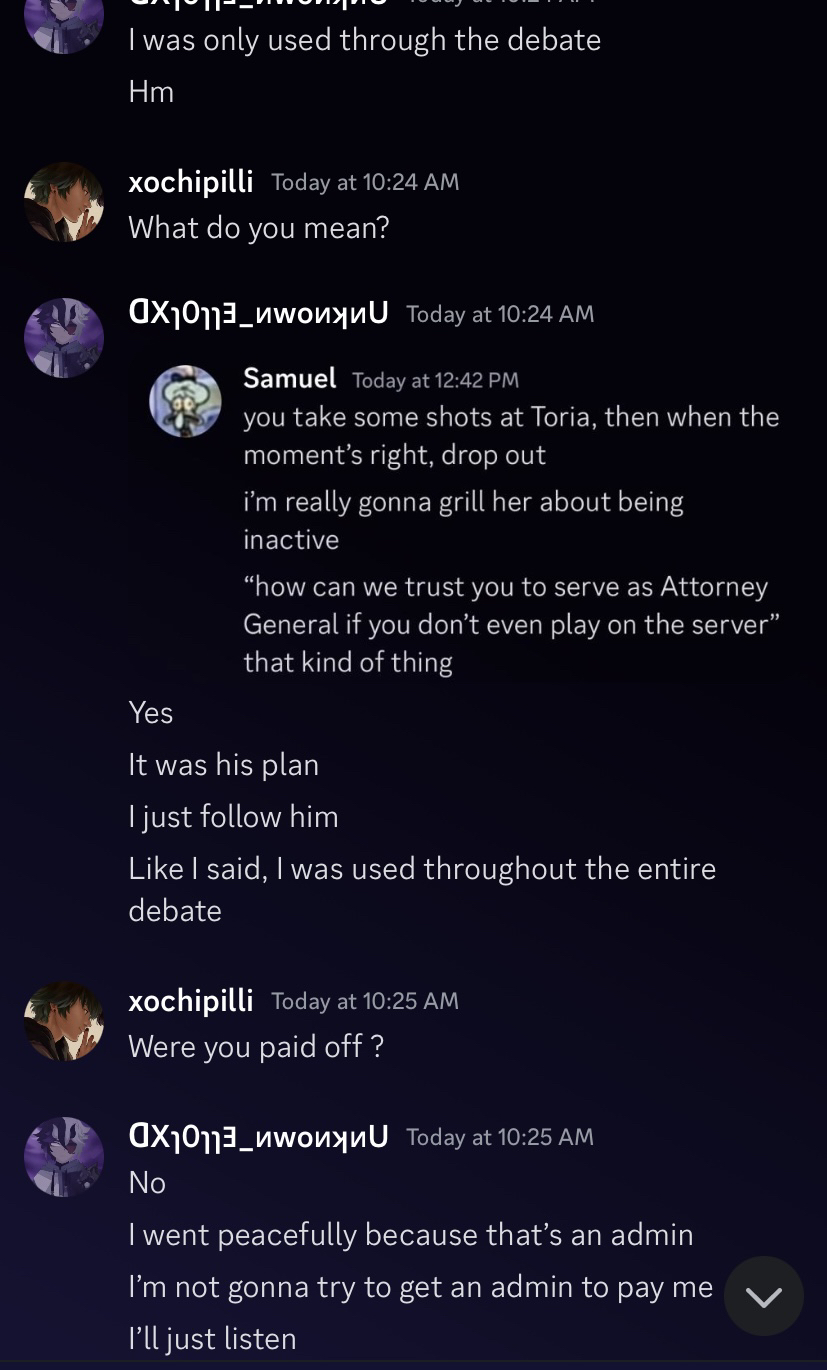 I was only used through the debate
Hm
xochipilli Today at 10:24 AM
What do you mean?
ᗡXʇ0ʅʅƎ_ᴎwoᴎʞᴎU Today at 10:24 AM
Samuel Today at 12:42 PM
you take some shots at Toria, then when the
moment's right, drop out
i'm really gonna grill her about being
inactive
“how can we trust you to serve as Attorney
General if you don't even play on the server”
that kind of thing
Yes
It was his plan
I just follow him
Like I said, I was used throughout the entire
debate
xochipilli Today at 10:25 AM
Were you paid off ?
ᗡXʇ0ʅʅƎ_ᴎwoᴎʞᴎU Today at 10:25 AM
No
I went peacefully because that's an admin
I'm not gonna try to get an admin to pay me
I'll just listen